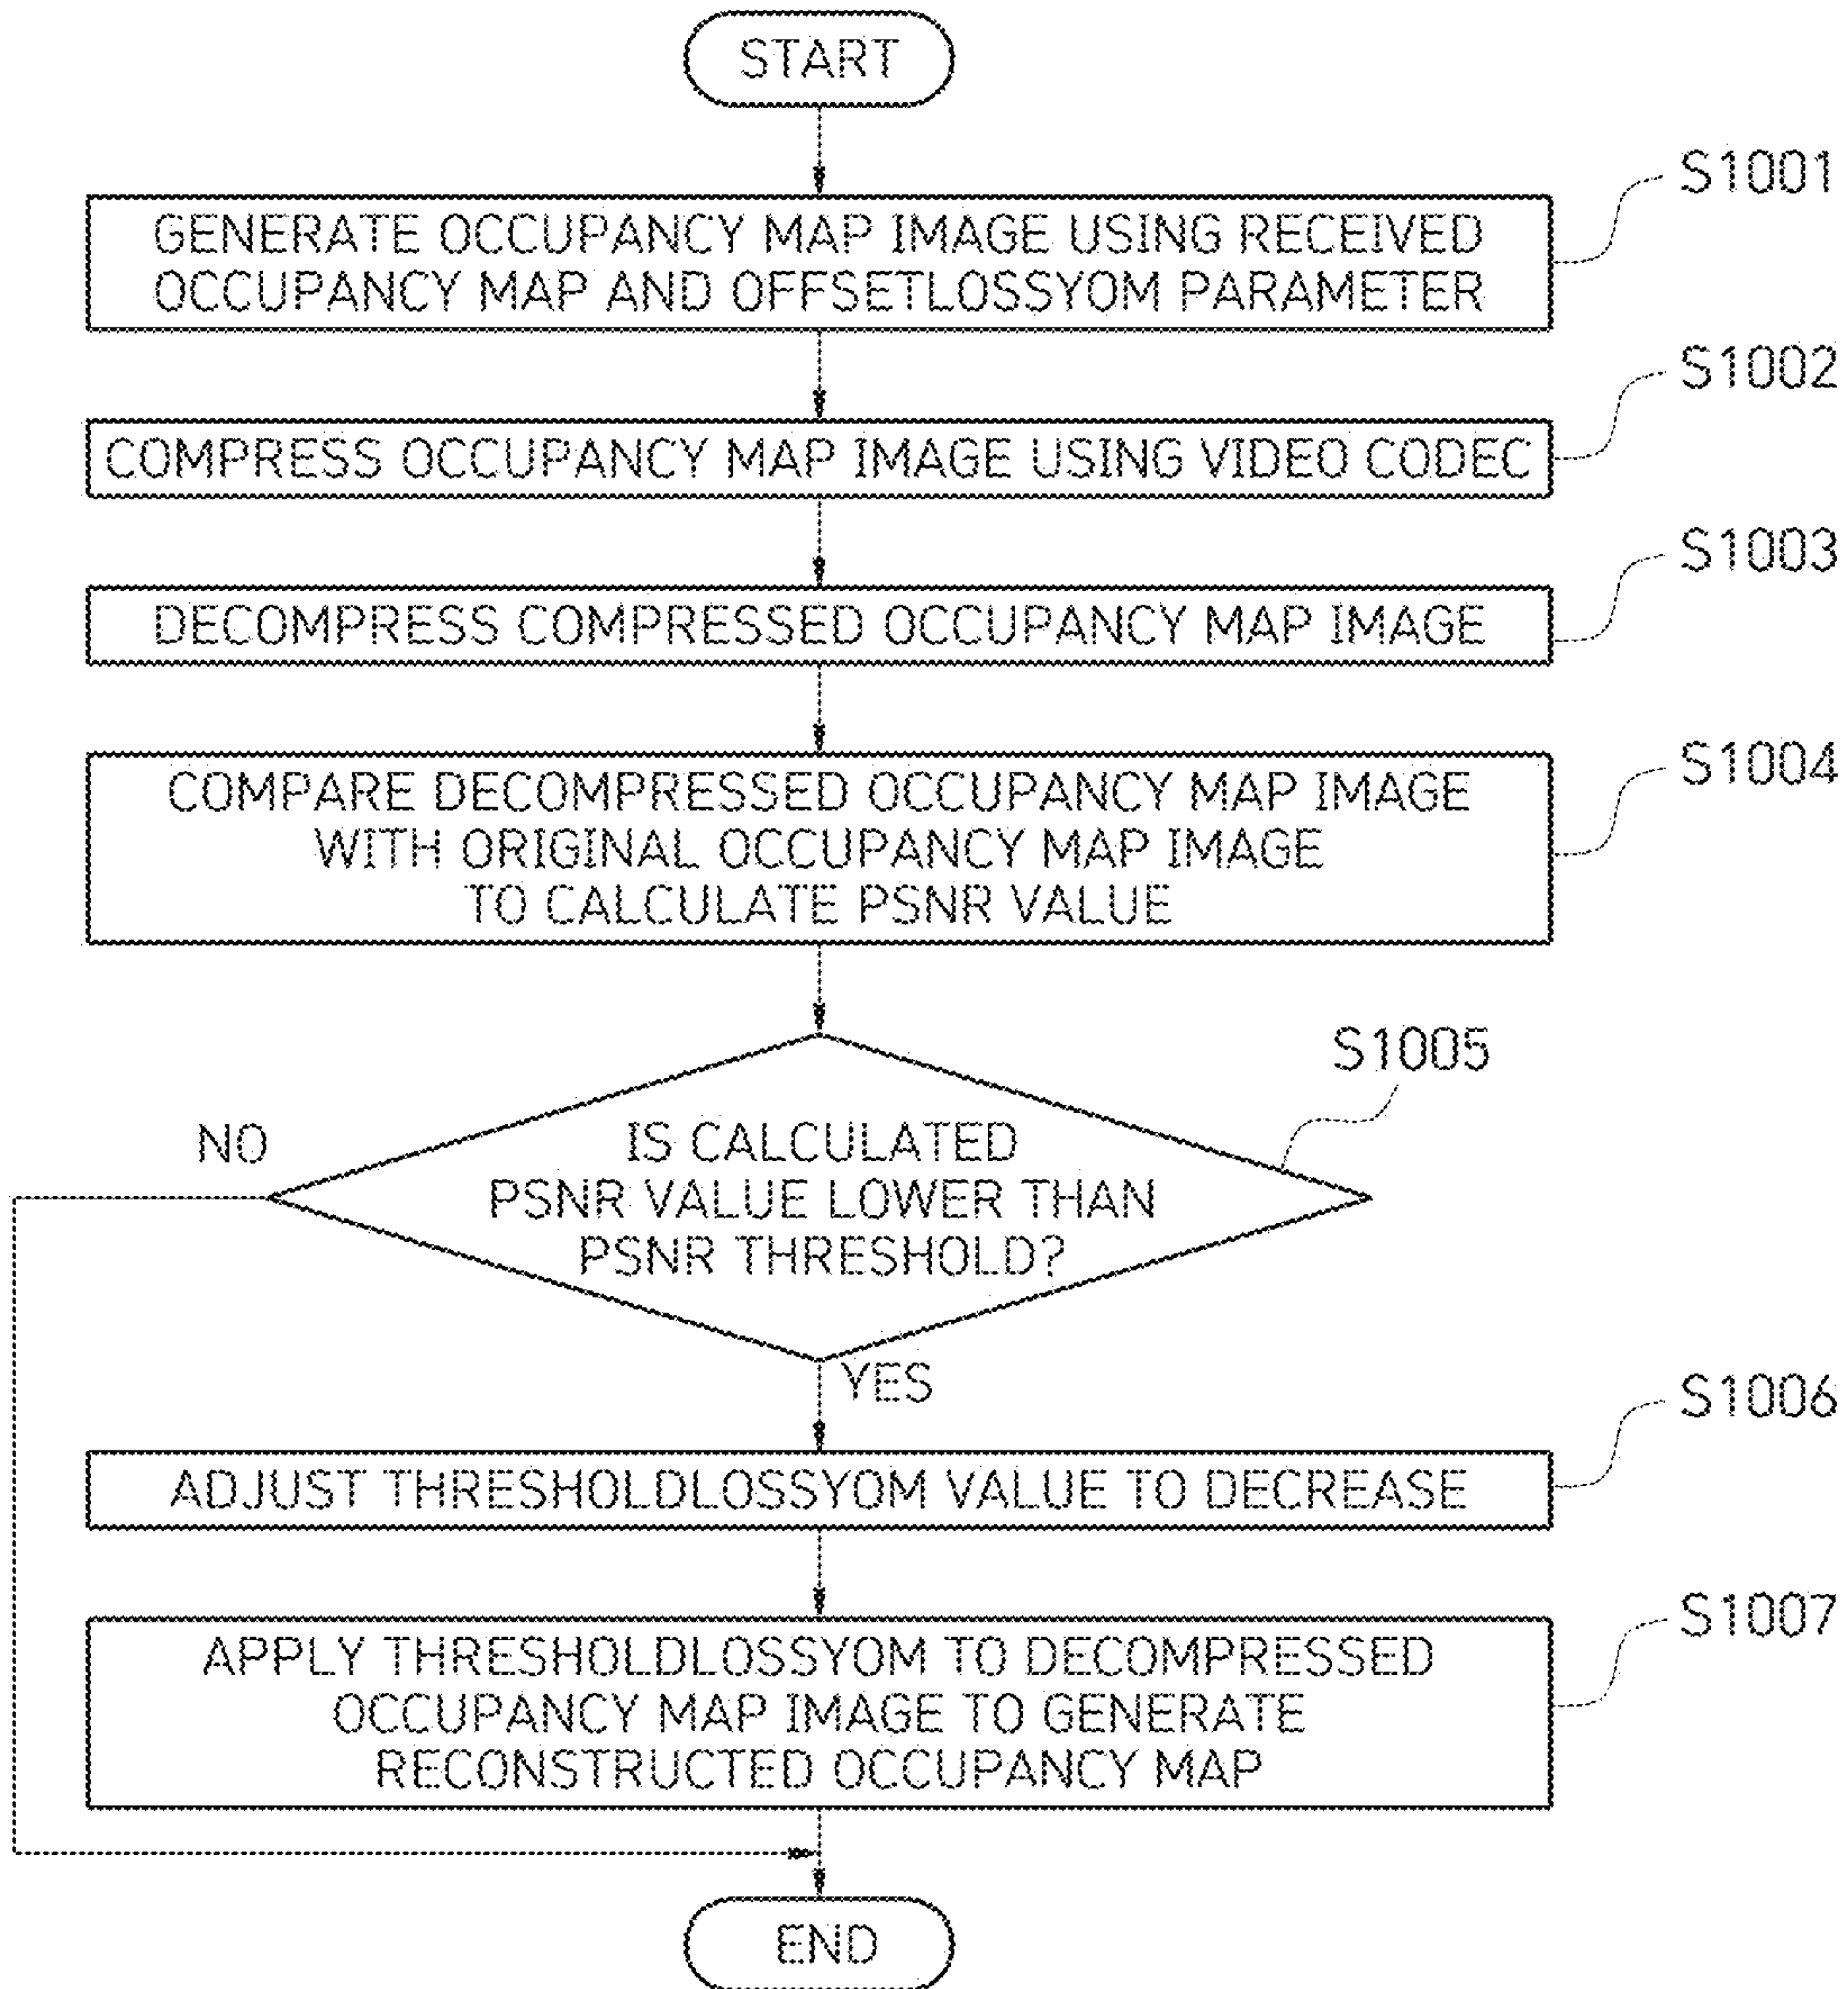 START
S1001
GENERATE OCCUPANCY MAP IMAGE USING RECEIVED
OCCUPANCY MAP AND OFFSETLOSSYOM PARAMETER
S1002
COMPRESS OCCUPANCY MAP IMAGE USING VIDEO CODEC
S1003
DECOMPRESS COMPRESSED OCCUPANCY MAP IMAGE
S1004
COMPARE DECOMPRESSED OCCUPANCY MAP IMAGE
WITH ORIGINAL OCCUPANCY MAP IMAGE
TO CALCULATE PSNR VALUE
S1005
NO
IS CALCULATED
PSNR VALUE LOWER THAN
PSNR THRESHOLD?
YES
S1006
ADJUST THRESHOLDLOSSYOM VALUE TO DECREASE
S1007
APPLY THRESHOLDLOSSYOM TO DECOMPRESSED
OCCUPANCY MAP IMAGE TO GENERATE
RECONSTRUCTED OCCUPANCY MAP
END